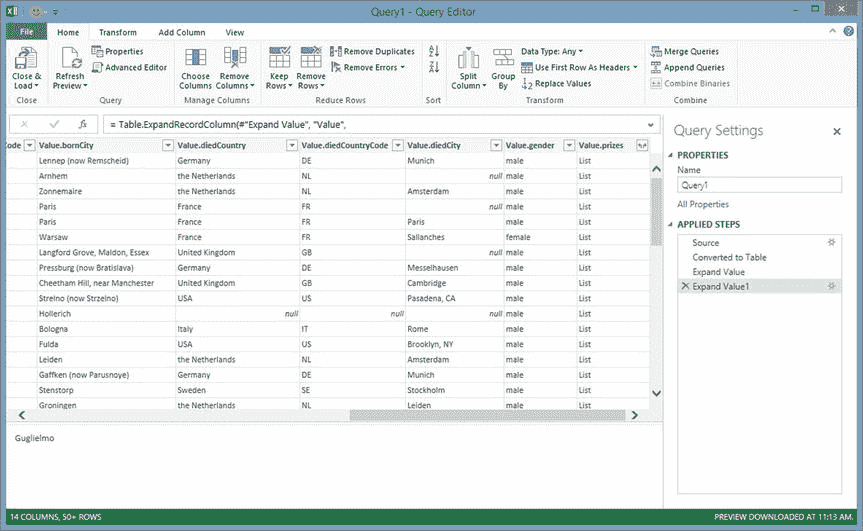 Query1 - Query Editor
File Home Transform Add Column View
Close & Load
Close
Refresh Preview
Properties
Advanced Editor
Query
Choose Columns
Remove Columns
Manage Columns
Keep Rows
Remove Rows
Remove Duplicates
Remove Errors
Reduce Rows
Sort
Split Column
Group By
Data Type: Any
Use First Row As Headers
Replace Values
Transform
Merge Queries
Append Queries
Combine Binaries
Combine
fx = Table.ExpandRecordColumn(#"Expand Value", "Value",
Code Value.bornCity Value.diedCountry Value.diedCountryCode Value.diedCity Value.gender Value.prizes
Lennep (now Remscheid) Germany DE Munich male List
Arnhem the Netherlands NL null male List
Zonnemaire the Netherlands NL Amsterdam male List
Paris France FR null male List
Paris France FR Paris male List
Warsaw France FR Sallanches female List
Langford Grove, Maldon, Essex United Kingdom GB null male List
Pressburg (now Bratislava) Germany DE Messelhausen male List
Cheetham Hill, near Manchester United Kingdom GB Cambridge male List
Strelno (now Strzelno) USA US Pasadena, CA male List
Hollerich null null null male List
Bologna Italy IT Rome male List
Fulda USA US Brooklyn, NY male List
Leiden the Netherlands NL Amsterdam male List
Gaffken (now Parusnoye) Germany DE Munich male List
Stenstorp Sweden SE Stockholm male List
Groningen the Netherlands NL Leiden male List
Guglielmo
Query Settings
PROPERTIES
Name
Query1
All Properties
APPLIED STEPS
Source
Converted to Table
Expand Value
Expand Value1
14 COLUMNS, 50+ ROWS
PREVIEW DOWNLOADED AT 11:13 AM.